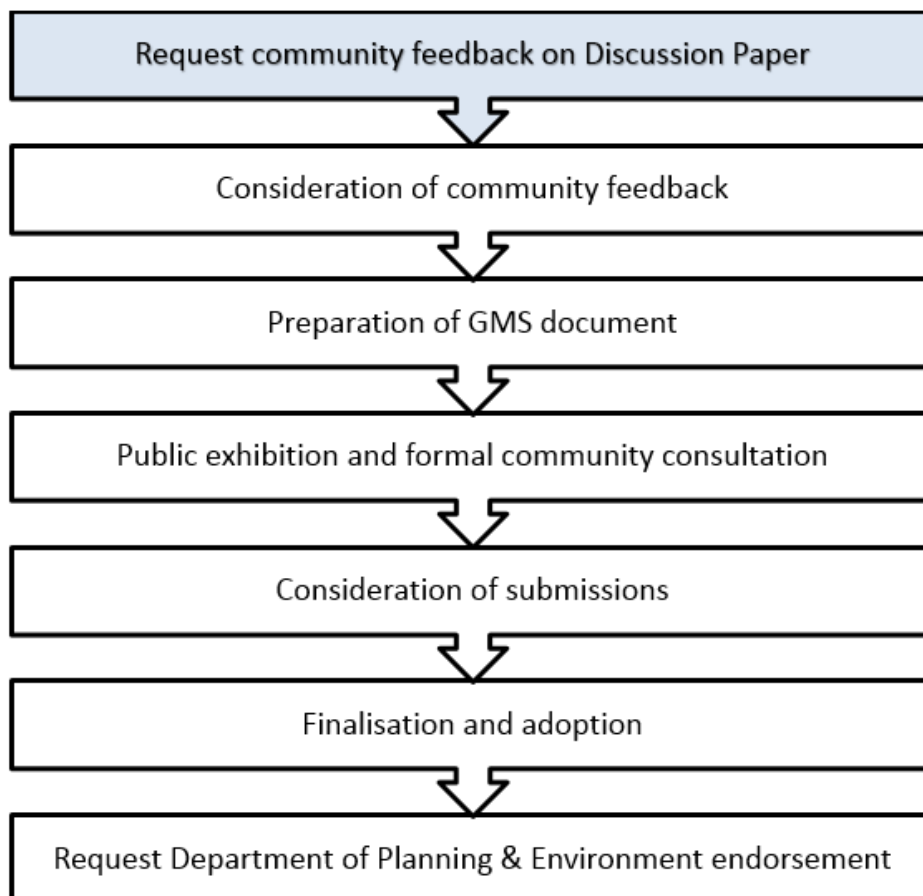 Request community feedback on Discussion Paper
Consideration of community feedback
Preparation of GMS document
Public exhibition and formal community consultation
Consideration of submissions
Finalisation and adoption
Request Department of Planning & Environment endorsement